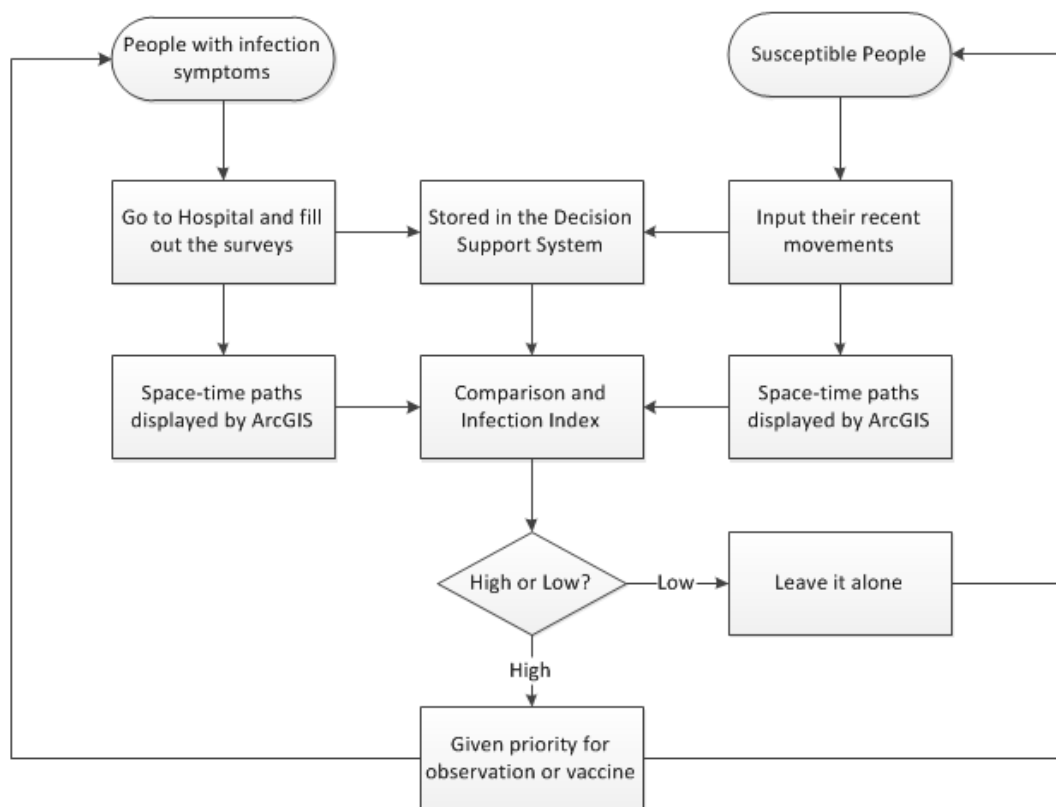 People with infection
symptoms
Susceptible People
Go to Hospital and fill
out the surveys
Stored in the Decision
Support System
Input their recent
movements
Space-time paths
displayed by ArcGIS
Comparison and
Infection Index
Space-time paths
displayed by ArcGIS
High or Low?
Low
Leave it alone
High
Given priority for
observation or vaccine